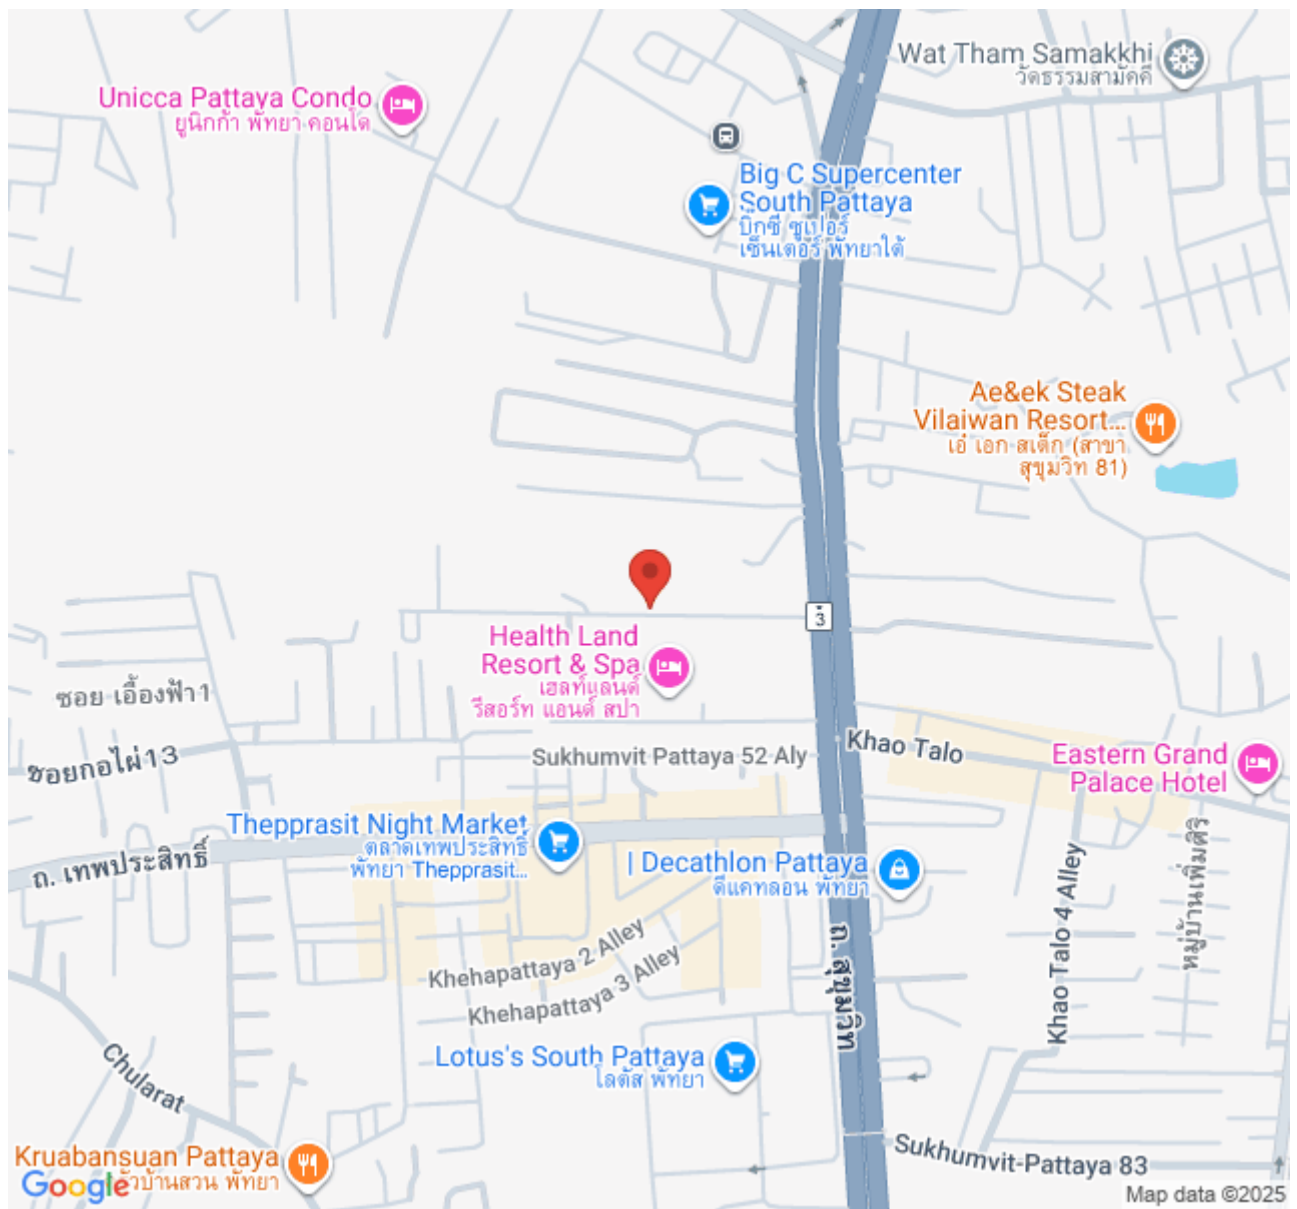 Wat Tham Samakkhi
วัดธรรมสามัคคี
Unicca Pattaya Condo
ยูนิกก้า พัทยา คอนโด
Big C Supercenter
South Pattaya
บิ๊กซี ซูเปอร์
เซ็นเตอร์ พัทยาใต้
Ae&ek Steak
Vilaiwan Resort...
เอ๋ เอก สเต็ก (สาขา
สุขุมวิท 81)
3
Health Land
Resort & Spa
เฮลท์แลนด์
รีสอร์ท แอนด์ สปา
ซอย เอื้องฟ้า 1
ซอยกอไผ่ 13
Sukhumvit Pattaya 52 Aly
Khao Talo
Eastern Grand
Palace Hotel
Thepprasit Night Market
ตลาดเทพประสิทธิ์
พัทยา Thepprasit...
ถ. เทพประสิทธิ์
| Decathlon Pattaya
ดีแคทลอน พัทยา
Khao Talo 4 Alley
หมู่บ้านเพิ่มศิริ
Khehapattaya 2 Alley
Khehapattaya 3 Alley
ถ. สุขุมวิท
Lotus's South Pattaya
โลตัส พัทยา
Chularat
Kruabansuan Pattaya
ครัวบ้านสวน พัทยา
Sukhumvit-Pattaya 83
Google
Map data ©2025